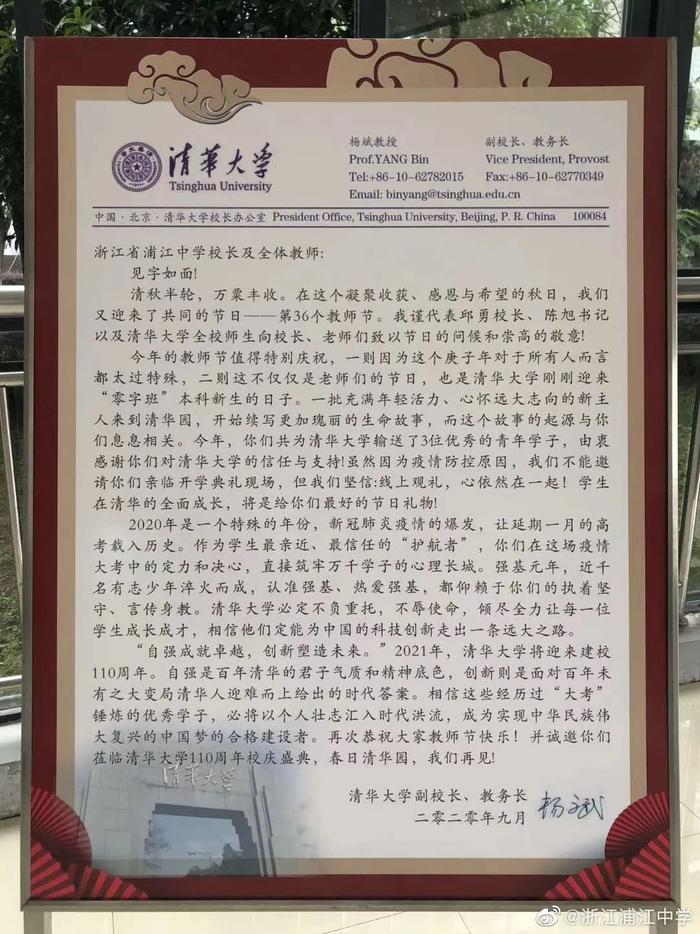 清華大学
Tsinghua University
杨斌教授
Prof.YANG Bin
Tel:+86-10-62782015
Email: binyang@tsinghua.edu.cn
副校长、教务长
Vice President, Provost
Fax:+86-10-62770349
中国·北京·清华大学校长办公室 President Office, Tsinghua University, Beijing, P. R. China 100084
浙江省浦江中学校长及全体教师:
见字如面!
清秋半轮，万粟丰收。在这个凝聚收获、感恩与希望的秋日，我们
又迎来了共同的节日——第36个教师节。我谨代表邱勇校长、陈旭书记
以及清华大学全校师生向校长、老师们致以节日的问候和崇高的敬意!
今年的教师节值得特别庆祝，一则因为这个庚子年对于所有人而言
都太过特殊，二则这不仅仅是老师们的节日，也是清华大学刚刚迎来
“零字班”本科新生的日子。一批充满年轻活力、心怀远大志向的新主
人来到清华园，开始续写更加瑰丽的生命故事，而这个故事的起源与你
们息息相关。今年，你们共为清华大学输送了3位优秀的青年学子，由衷
感谢你们对清华大学的信任与支持!虽然因为疫情防控原因，我们不能邀
请你们亲临开学典礼现场，但我们坚信:线上观礼，心依然在一起! 学生
在清华的全面成长，将是给你们最好的节日礼物!
2020年是一个特殊的年份，新冠肺炎疫情的爆发，让延期一月的高
考载入历史。作为学生最亲近、最信任的“护航者”，你们在这场疫情
大考中的定力和决心，直接筑牢万千学子的心理长城。强基元年，近千
名有志少年淬火而成，认准强基、热爱强基，都仰赖于你们的执着坚
守、言传身教。清华大学必定不负重托，不辱使命，倾尽全力让每一位
学生成长成才，相信他们定能为中国的科技创新走出一条远大之路。
“自强成就卓越，创新塑造未来。”2021年，清华大学将迎来建校
110周年。自强是百年清华的君子气质和精神底色，创新则是面对百年未
有之大变局清华人迎难而上给出的时代答案。相信这些经历过“大考”
锤炼的优秀学子，必将以个人壮志汇入时代洪流，成为实现中华民族伟
大复兴的中国梦的合格建设者。再次恭祝大家教师节快乐! 并诚邀你们
莅临清华大学110周年校庆盛典，春日清华园，我们再见!
清华大学副校长、教务长
杨斌
二零二零年九月
清华大学
@浙江浦江中学